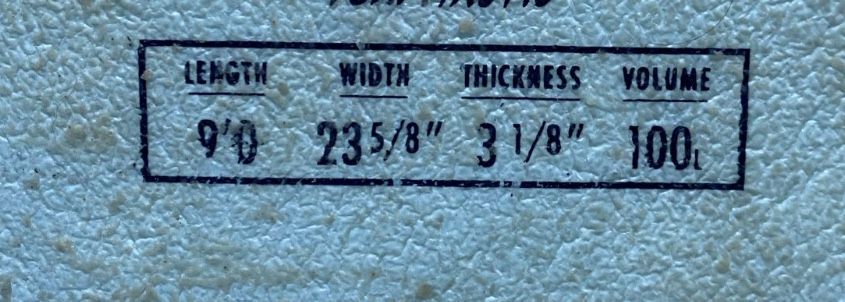 LENGTH WIDTH THICKNESS VOLUME
9'0 23 5/8" 3 1/8" 100L